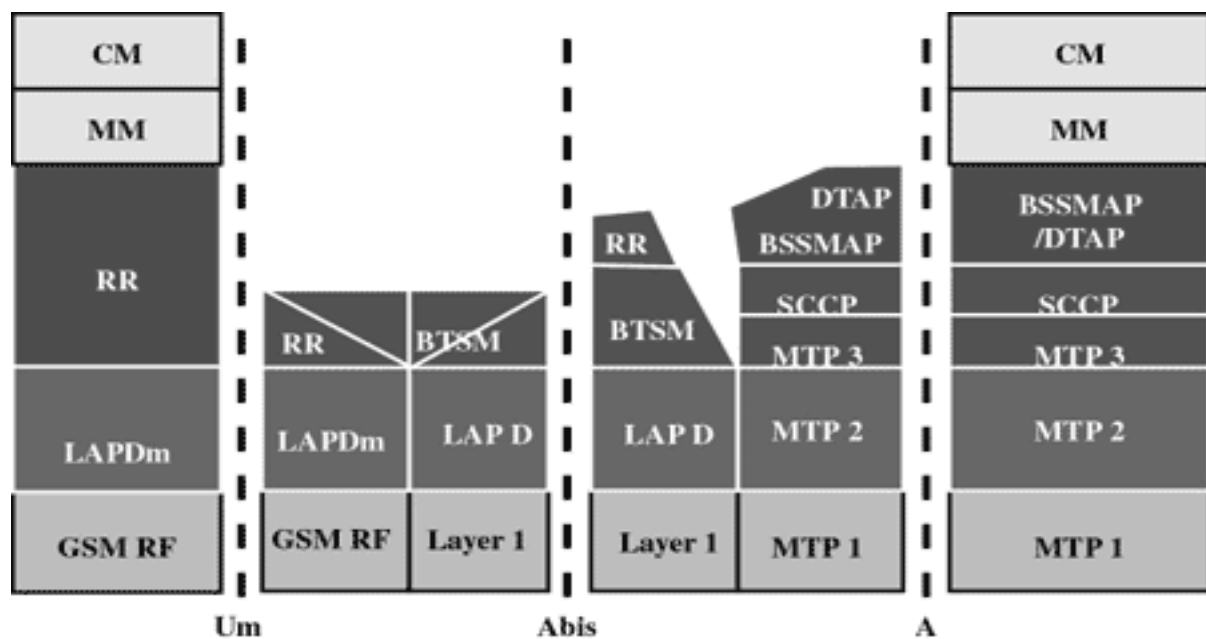 CM
MM
RR
LAPDm
GSM RF
RR
BTSM
LAPDm
LAP D
GSM RF
Layer 1
RR
BTSM
LAP D
Layer 1
DTAP
BSSMAP
SCCP
MTP 3
MTP 2
MTP 1
CM
MM
BSSMAP
/DTAP
SCCP
MTP 3
MTP 2
MTP 1
Um
Abis
A